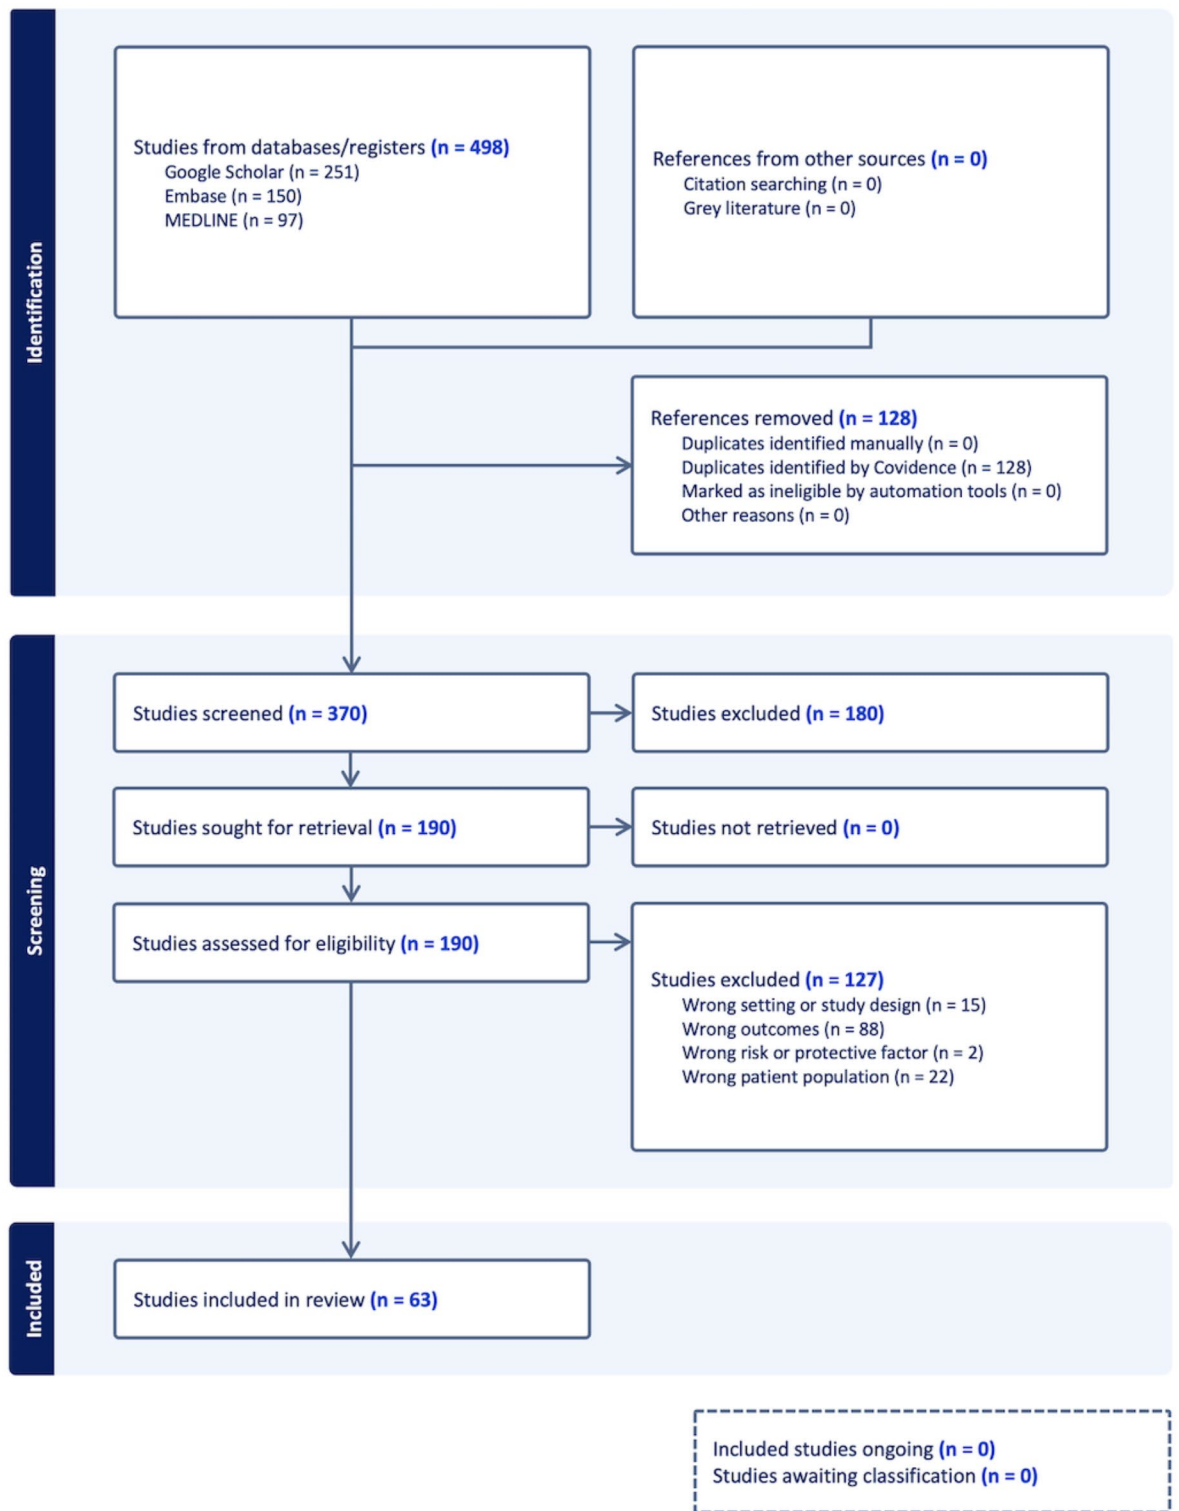 Identification
Studies from databases/registers (n = 498)
Google Scholar (n = 251)
Embase (n = 150)
MEDLINE (n = 97)
References from other sources (n = 0)
Citation searching (n = 0)
Grey literature (n = 0)
References removed (n = 128)
Duplicates identified manually (n = 0)
Duplicates identified by Covidence (n = 128)
Marked as ineligible by automation tools (n = 0)
Other reasons (n = 0)
Screening
Studies screened (n = 370)
Studies excluded (n = 180)
Studies sought for retrieval (n = 190)
Studies not retrieved (n = 0)
Studies assessed for eligibility (n = 190)
Studies excluded (n = 127)
Wrong setting or study design (n = 15)
Wrong outcomes (n = 88)
Wrong risk or protective factor (n = 2)
Wrong patient population (n = 22)
Included
Studies included in review (n = 63)
Included studies ongoing (n = 0)
Studies awaiting classification (n = 0)